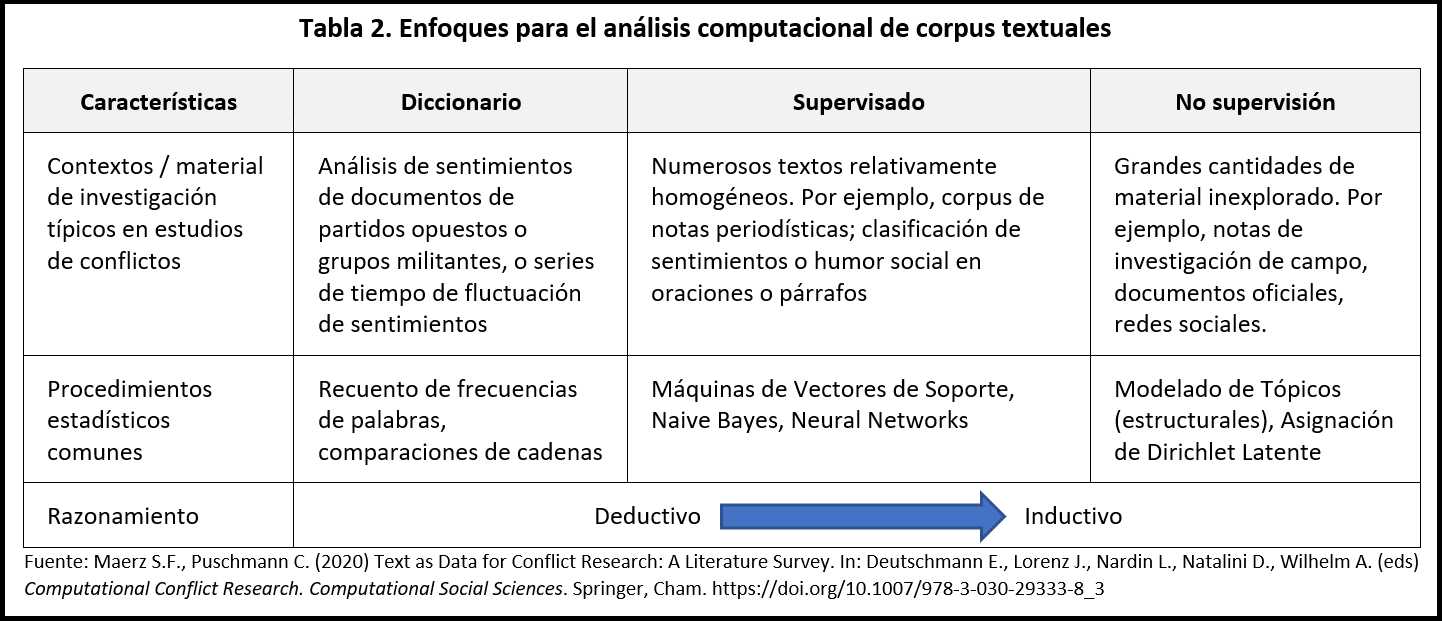 Tabla 2. Enfoques para el análisis computacional de corpus textuales
Características
Diccionario
Supervisado
No supervisión
Contextos / material
de investigación
típicos en estudios
de conflictos
Análisis de sentimientos
de documentos de
partidos opuestos o
grupos militantes, o series
de tiempo de fluctuación
de sentimientos
Numerosos textos relativamente
homogéneos. Por ejemplo, corpus de
notas periodísticas; clasificación de
sentimientos o humor social en
oraciones o párrafos
Grandes cantidades de
material inexplorado. Por
ejemplo, notas de
investigación de campo,
documentos oficiales,
redes sociales.
Procedimientos
estadísticos
comunes
Recuento de frecuencias
de palabras,
comparaciones de cadenas
Máquinas de Vectores de Soporte,
Naive Bayes, Neural Networks
Modelado de Tópicos
(estructurales), Asignación
de Dirichlet Latente
Razonamiento
Deductivo
Inductivo
Fuente: Maerz S.F., Puschmann C. (2020) Text as Data for Conflict Research: A Literature Survey. In: Deutschmann E., Lorenz J., Nardin L., Natalini D., Wilhelm A. (eds)
Computational Conflict Research. Computational Social Sciences. Springer, Cham. https://doi.org/10.1007/978-3-030-29333-8_3